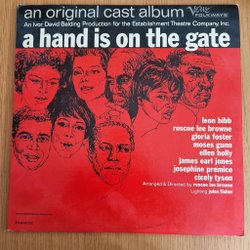 an original cast album
VERVE
FOLKWAYS
An Ivor David Balding Production for the Establishment Theatre Company Inc.
a hand is on the gate
leon bibb
roscoe lee browne
gloria foster
moses gunn
ellen holly
james earl jones
josephine prémice
cicely tyson
Arranged & Directed by roscoe lee browne
Lighting jules fisher